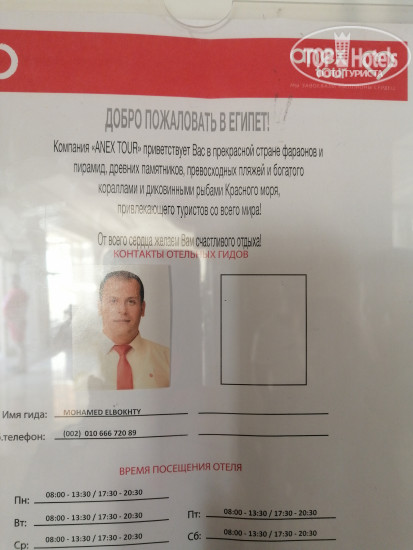 TOP Hotels
ФОТО ТУРИСТА
ДОБРО ПОЖАЛОВАТЬ В ЕГИПЕТ!
Компания «ANEX TOUR» приветствует Вас в прекрасной стране фараонов и
пирамид, древних памятников, превосходных пляжей и богатого
кораллами и диковинными рыбами Красного моря,
привлекающего туристов со всего мира!
От всего сердца желаем Вам счастливого отдыха!
КОНТАКТЫ ОТЕЛЬНЫХ ГИДОВ
Имя гида: MOHAMED ELBOKHTY
.телефон: (002) 010 666 720 89
ВРЕМЯ ПОСЕЩЕНИЯ ОТЕЛЯ
Пн: 08:00 - 13:30 / 17:30 - 20:30
Вт: 08:00 - 13:30 / 17:30 - 20:30
Ср: 08:00 - 13:30 / 17:30 - 20:30
Пт: 08:00 - 13:30 / 17:30 - 20:30
Сб: 08:00 - 13:30 / 17:30 - 20:30